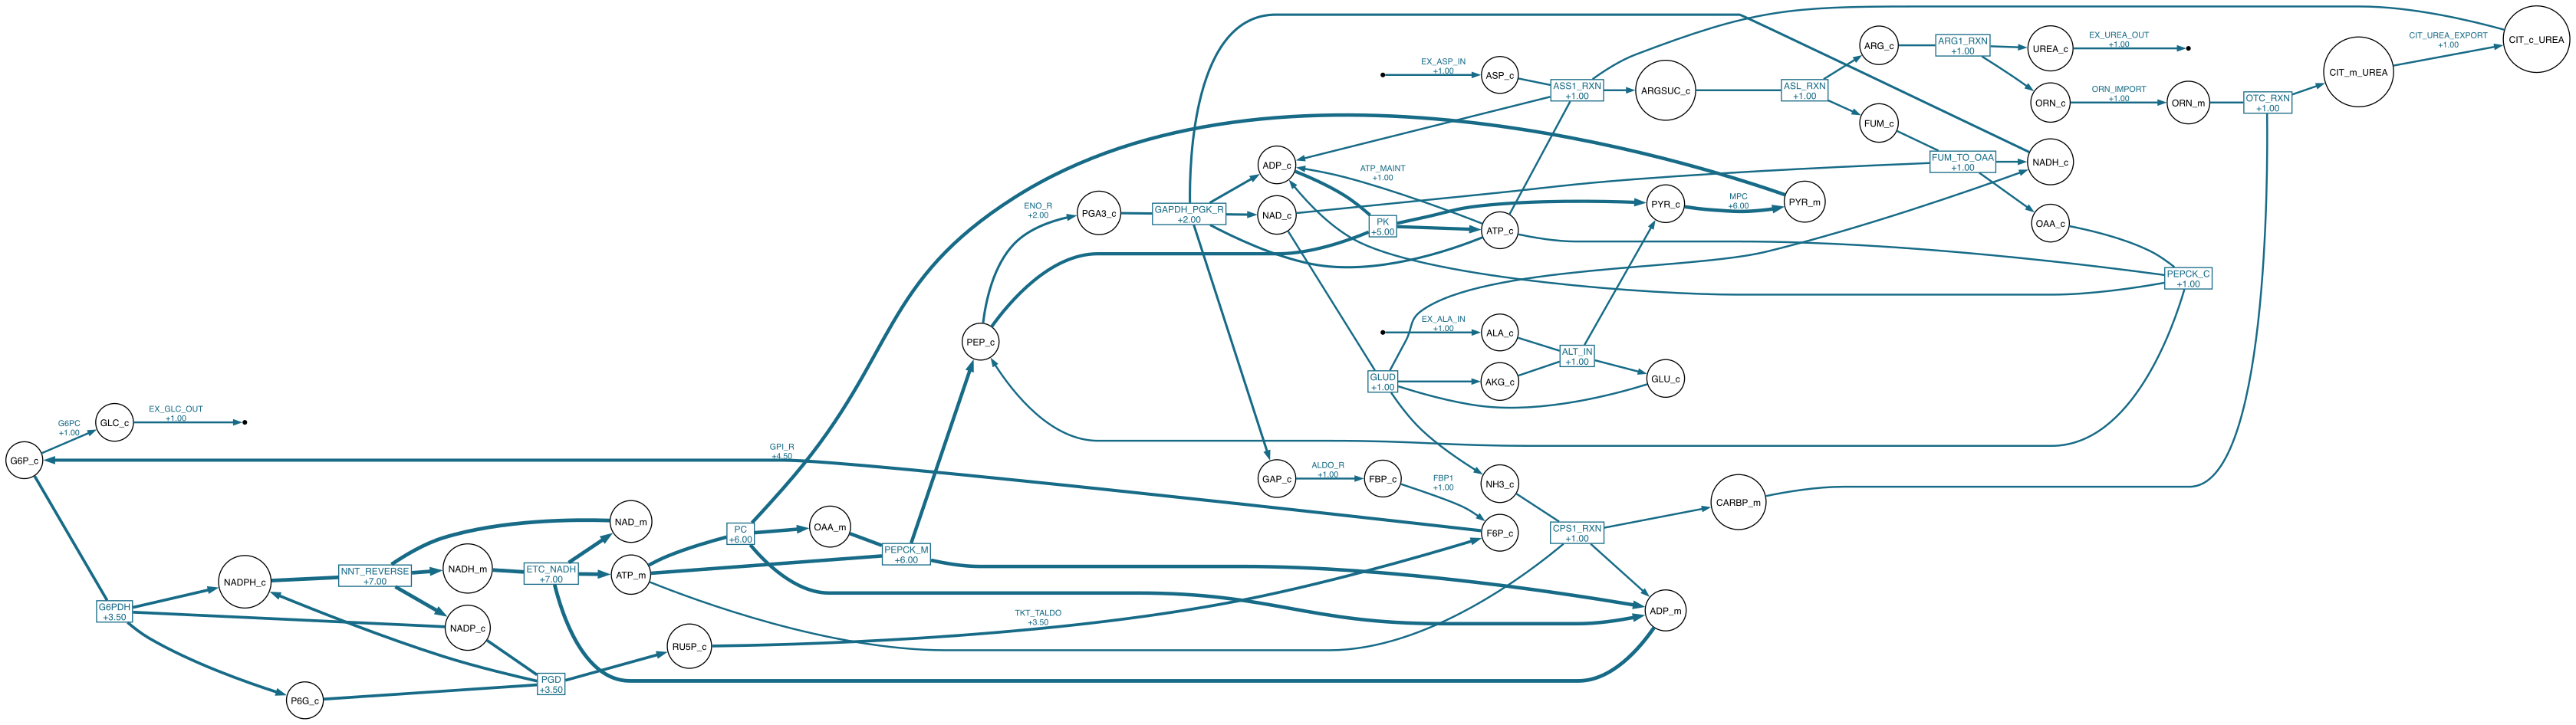 CIT_c_UREA
CIT_UREA_EXPORT
+1.00
CIT_m_UREA
ARG_c
ARG1_RXN
+1.00
UREA_c
EX_UREA_OUT
+1.00
EX_ASP_IN
+1.00
ASP_c
ASS1_RXN
+1.00
ARGSUC_c
ASL_RXN
+1.00
ORN_c
ORN_IMPORT
+1.00
ORN_m
OTC_RXN
+1.00
FUM_c
FUM_TO_OAA
+1.00
NADH_c
ADP_c
ATP_MAINT
+1.00
ENO_R
+2.00
PGA3_c
GAPDH_PGK_R
+2.00
NAD_c
PK
+5.00
ATP_c
PYR_c
MPC
+6.00
PYR_m
OAA_c
PEPCK_C
+1.00
PEP_c
EX_ALA_IN
+1.00
ALA_c
ALT_IN
+1.00
GLUD
+1.00
AKG_c
GLU_c
G6PC
+1.00
GLC_c
EX_GLC_OUT
+1.00
G6P_c
GPI_R
+4.50
GAP_c
ALDO_R
+1.00
FBP_c
FBP1
+1.00
NH3_c
CARBP_m
NAD_m
PC
+6.00
OAA_m
PEPCK_M
+6.00
F6P_c
CPS1_RXN
+1.00
NADPH_c
NNT_REVERSE
+7.00
NADH_m
ETC_NADH
+7.00
ATP_m
G6PDH
+3.50
NADP_c
TKT_TALDO
+3.50
ADP_m
RU5P_c
P6G_c
PGD
+3.50